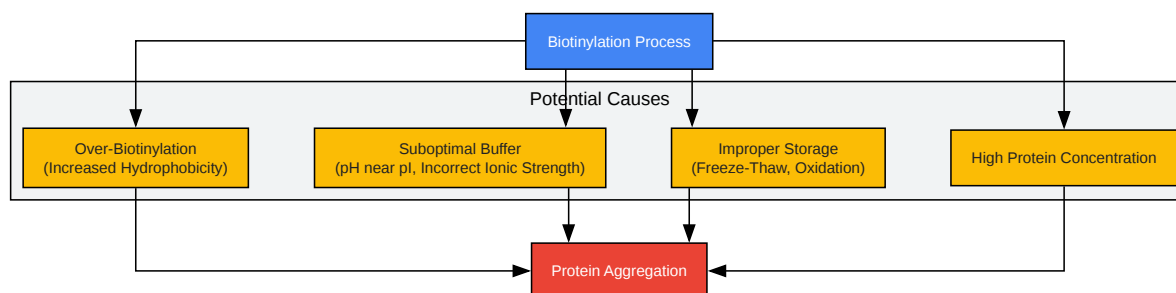 Biotinylation Process
Potential Causes
Over-Biotinylation
(Increased Hydrophobicity)
Suboptimal Buffer
(pH near pI, Incorrect Ionic Strength)
Improper Storage
(Freeze-Thaw, Oxidation)
High Protein Concentration
Protein Aggregation